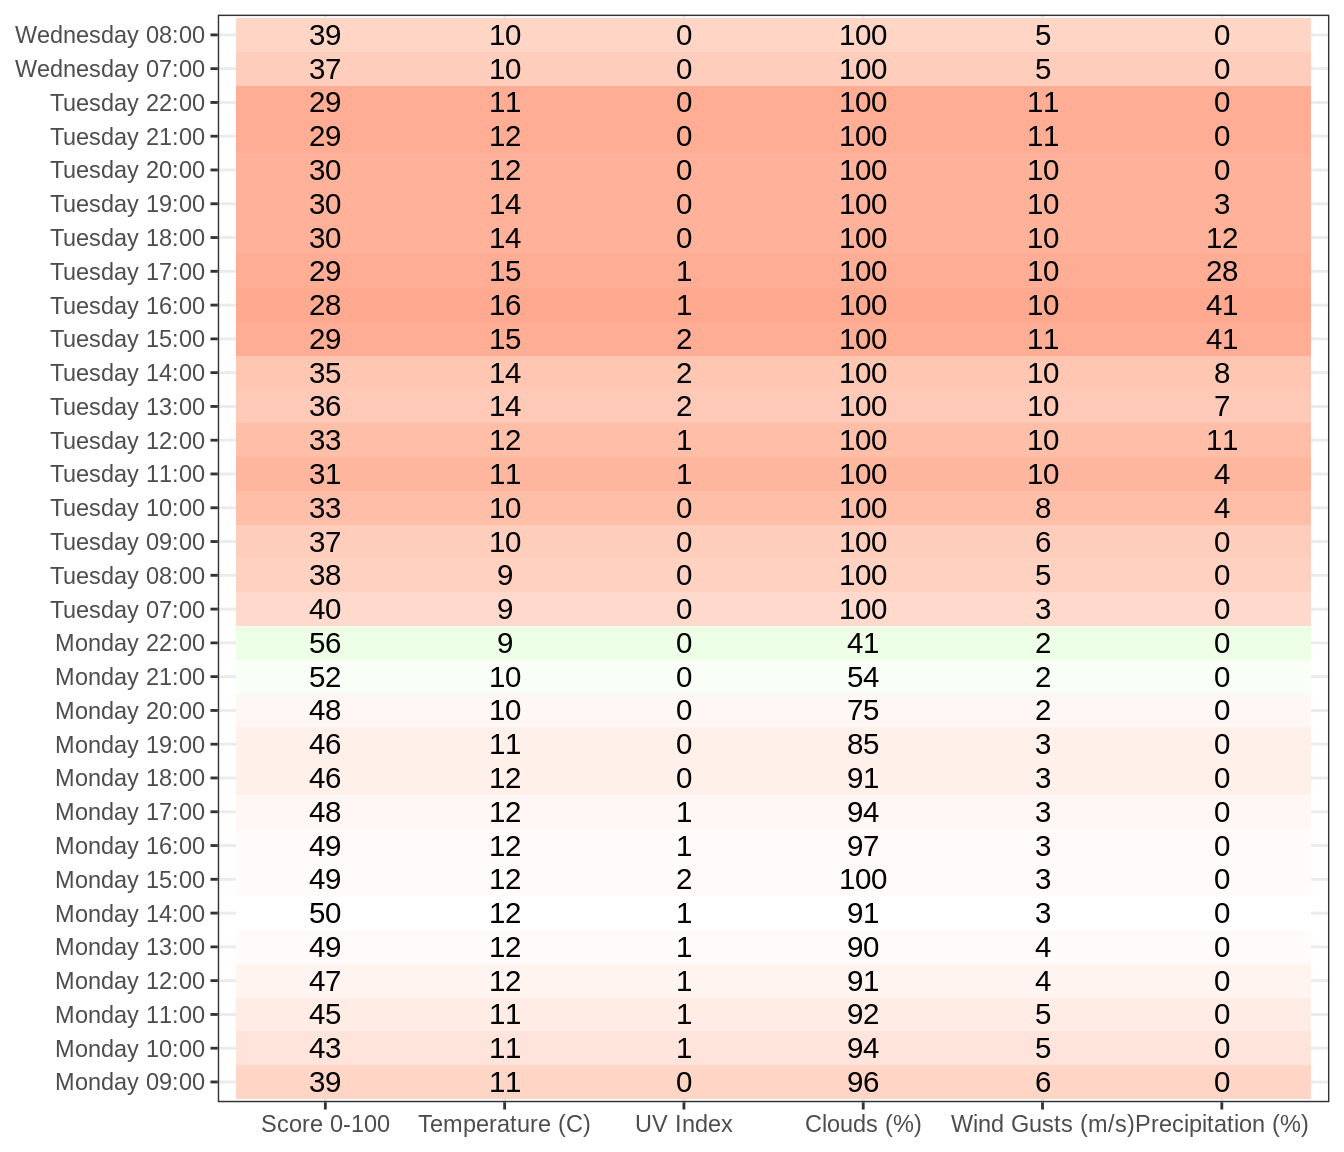 Wednesday 08:00 39 10 0 100 5 0
Wednesday 07:00 37 10 0 100 5 0
Tuesday 22:00 29 11 0 100 11 0
Tuesday 21:00 29 12 0 100 11 0
Tuesday 20:00 30 12 0 100 10 0
Tuesday 19:00 30 14 0 100 10 3
Tuesday 18:00 30 14 0 100 10 12
Tuesday 17:00 29 15 1 100 10 28
Tuesday 16:00 28 16 1 100 10 41
Tuesday 15:00 29 15 2 100 11 41
Tuesday 14:00 35 14 2 100 10 8
Tuesday 13:00 36 14 2 100 10 7
Tuesday 12:00 33 12 1 100 10 11
Tuesday 11:00 31 11 1 100 10 4
Tuesday 10:00 33 10 0 100 8 4
Tuesday 09:00 37 10 0 100 6 0
Tuesday 08:00 38 9 0 100 5 0
Tuesday 07:00 40 9 0 100 3 0
Monday 22:00 56 9 0 41 2 0
Monday 21:00 52 10 0 54 2 0
Monday 20:00 48 10 0 75 2 0
Monday 19:00 46 11 0 85 3 0
Monday 18:00 46 12 0 91 3 0
Monday 17:00 48 12 1 94 3 0
Monday 16:00 49 12 1 97 3 0
Monday 15:00 49 12 2 100 3 0
Monday 14:00 50 12 1 91 3 0
Monday 13:00 49 12 1 90 4 0
Monday 12:00 47 12 1 91 4 0
Monday 11:00 45 11 1 92 5 0
Monday 10:00 43 11 1 94 5 0
Monday 09:00 39 11 0 96 6 0
Score 0-100 Temperature (C) UV Index Clouds (%) Wind Gusts (m/s) Precipitation (%)